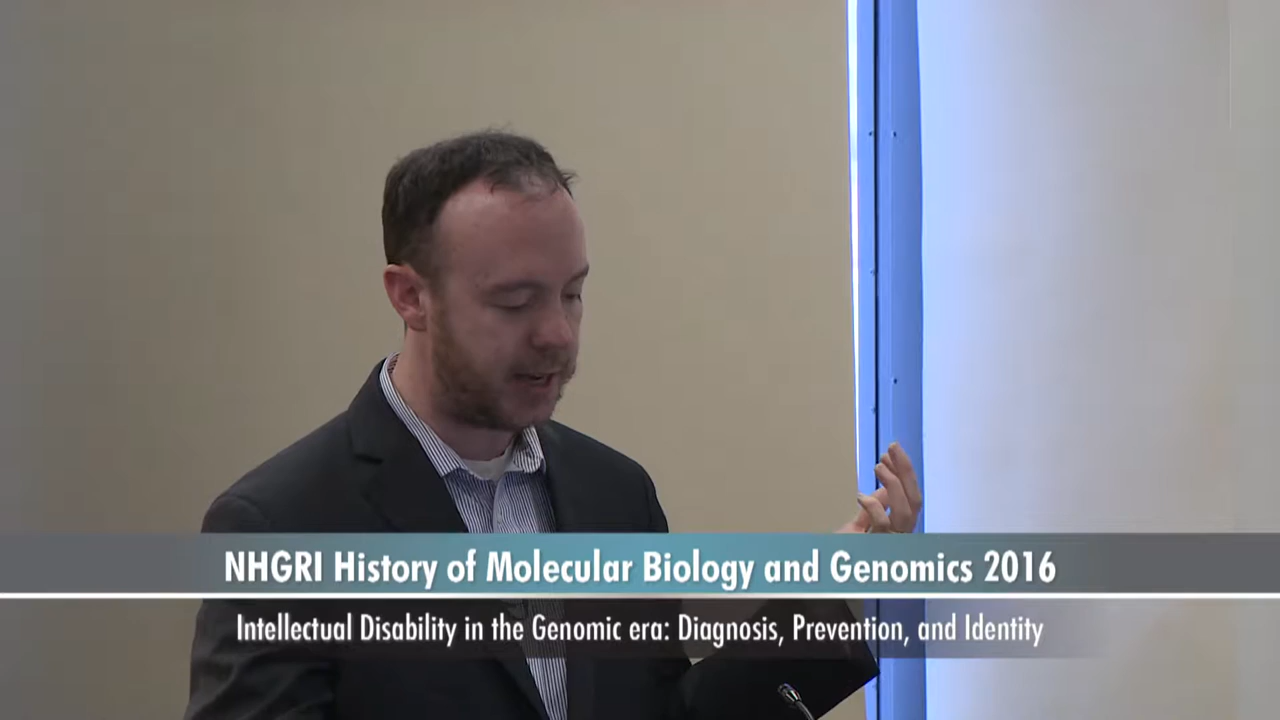 NHGRI History of Molecular Biology and Genomics 2016
Intellectual Disability in the Genomic era: Diagnosis, Prevention, and Identity